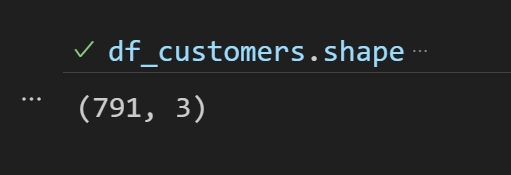 df_customers.shape
(791, 3)